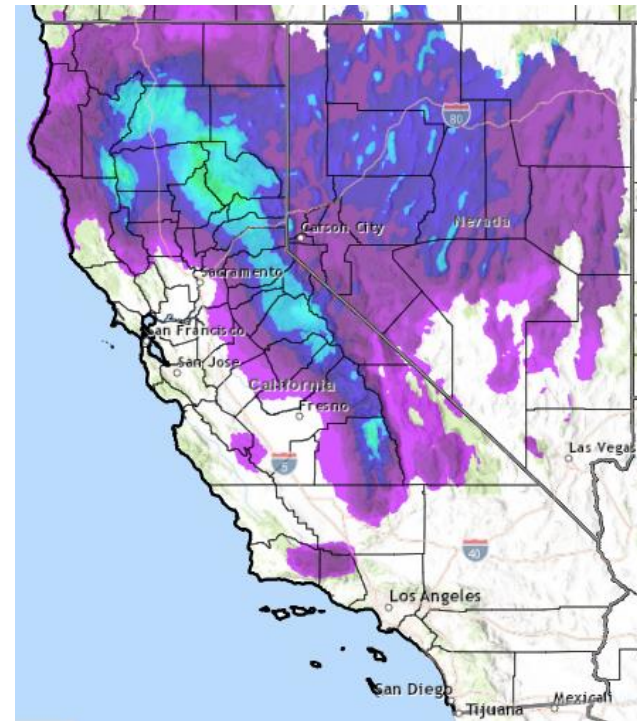 80
Nevada
Carson City
Sacramento
San Francisco
San Jose
California
Fresno
5
Las Vegas
40
Los Angeles
San Diego
Tijuana
Mexicali